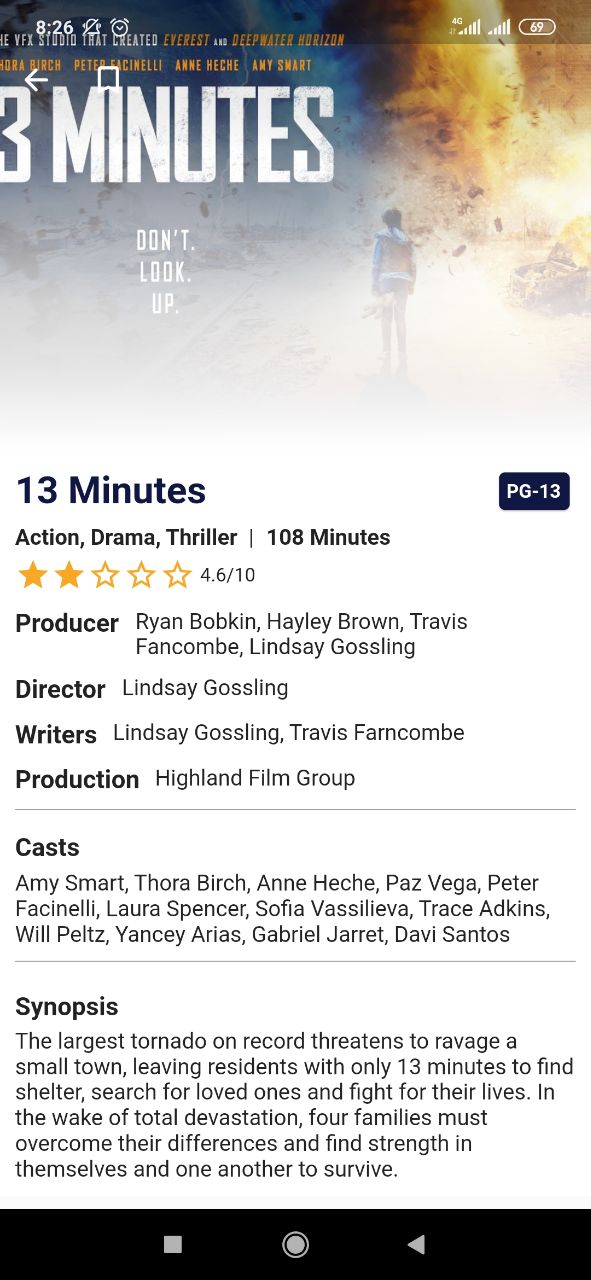 8:26
4G
69
HE VFX STUDIO THAT CREATED EVEREST AND DEEPWATER HORIZON
HORA BIRCH PETER FACINELLI ANNE HECHE AMY SMART
3 MINUTES
DON'T.
LOOK.
UP.
13 Minutes
PG-13
Action, Drama, Thriller | 108 Minutes
4.6/10
Producer Ryan Bobkin, Hayley Brown, Travis
Fancombe, Lindsay Gossling
Director Lindsay Gossling
Writers Lindsay Gossling, Travis Farncombe
Production Highland Film Group
Casts
Amy Smart, Thora Birch, Anne Heche, Paz Vega, Peter
Facinelli, Laura Spencer, Sofia Vassilieva, Trace Adkins,
Will Peltz, Yancey Arias, Gabriel Jarret, Davi Santos
Synopsis
The largest tornado on record threatens to ravage a
small town, leaving residents with only 13 minutes to find
shelter, search for loved ones and fight for their lives. In
the wake of total devastation, four families must
overcome their differences and find strength in
themselves and one another to survive.